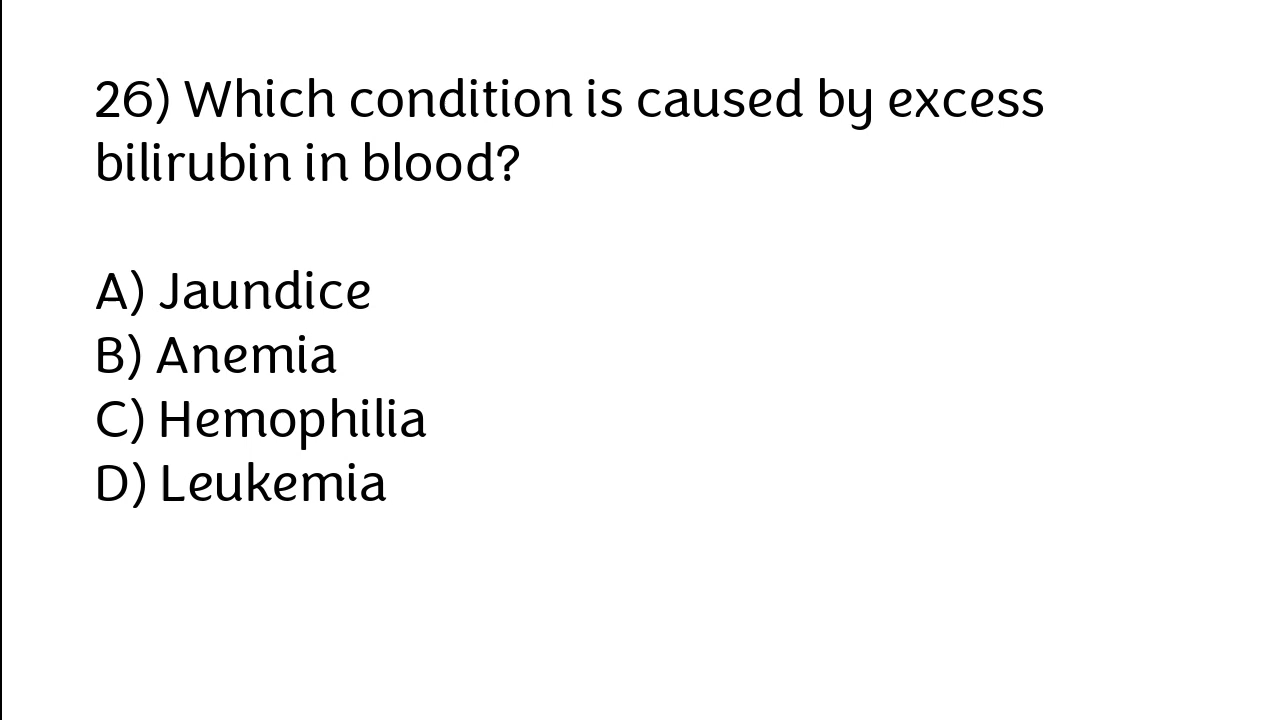 26) Which condition is caused by excess
bilirubin in blood?
A) Jaundice
B) Anemia
C) Hemophilia
D) Leukemia